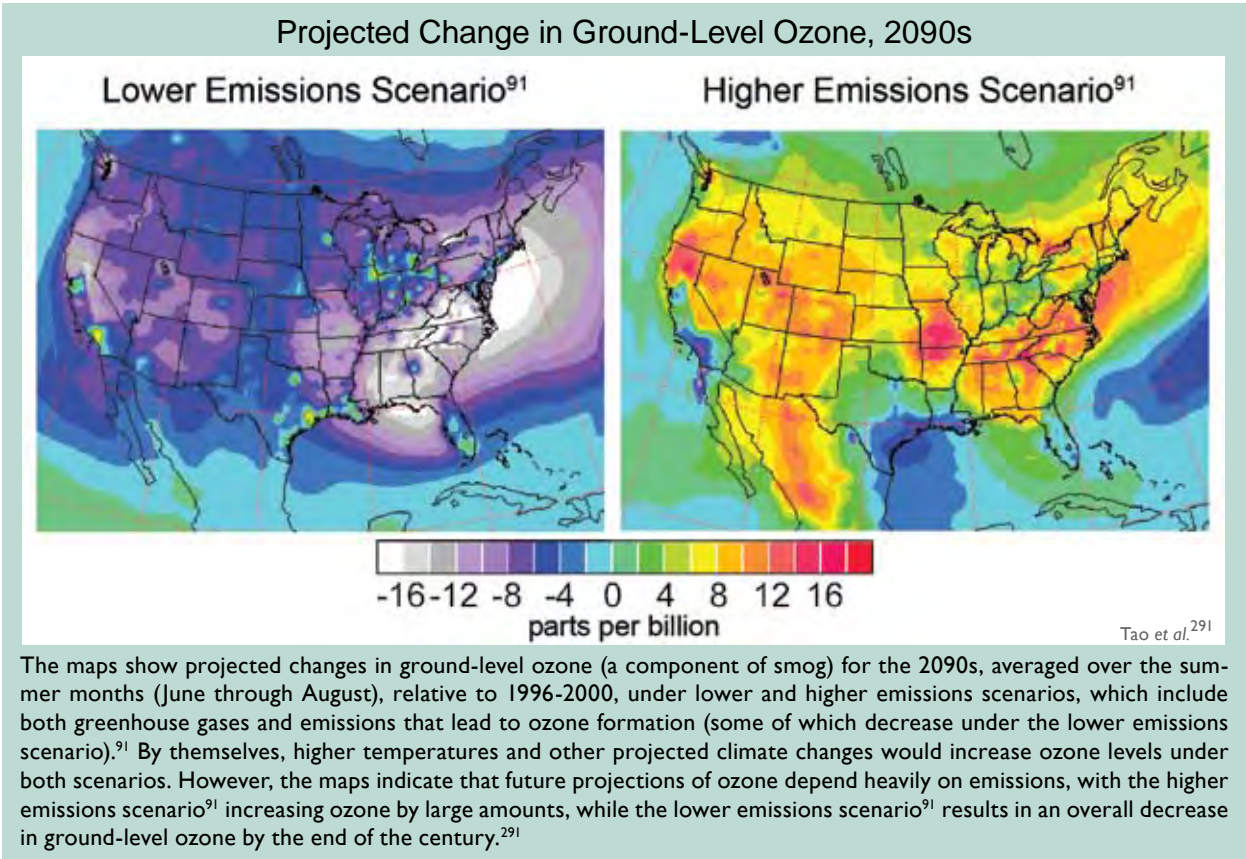 Projected Change in Ground-Level Ozone, 2090s
Lower Emissions Scenario⁹¹
Higher Emissions Scenario⁹¹
-16 -12 -8 -4 0 4 8 12 16
parts per billion
Tao et al.²⁹¹
The maps show projected changes in ground-level ozone (a component of smog) for the 2090s, averaged over the sum-
mer months (June through August), relative to 1996-2000, under lower and higher emissions scenarios, which include
both greenhouse gases and emissions that lead to ozone formation (some of which decrease under the lower emissions
scenario).⁹¹ By themselves, higher temperatures and other projected climate changes would increase ozone levels under
both scenarios. However, the maps indicate that future projections of ozone depend heavily on emissions, with the higher
emissions scenario⁹¹ increasing ozone by large amounts, while the lower emissions scenario⁹¹ results in an overall decrease
in ground-level ozone by the end of the century.²⁹¹